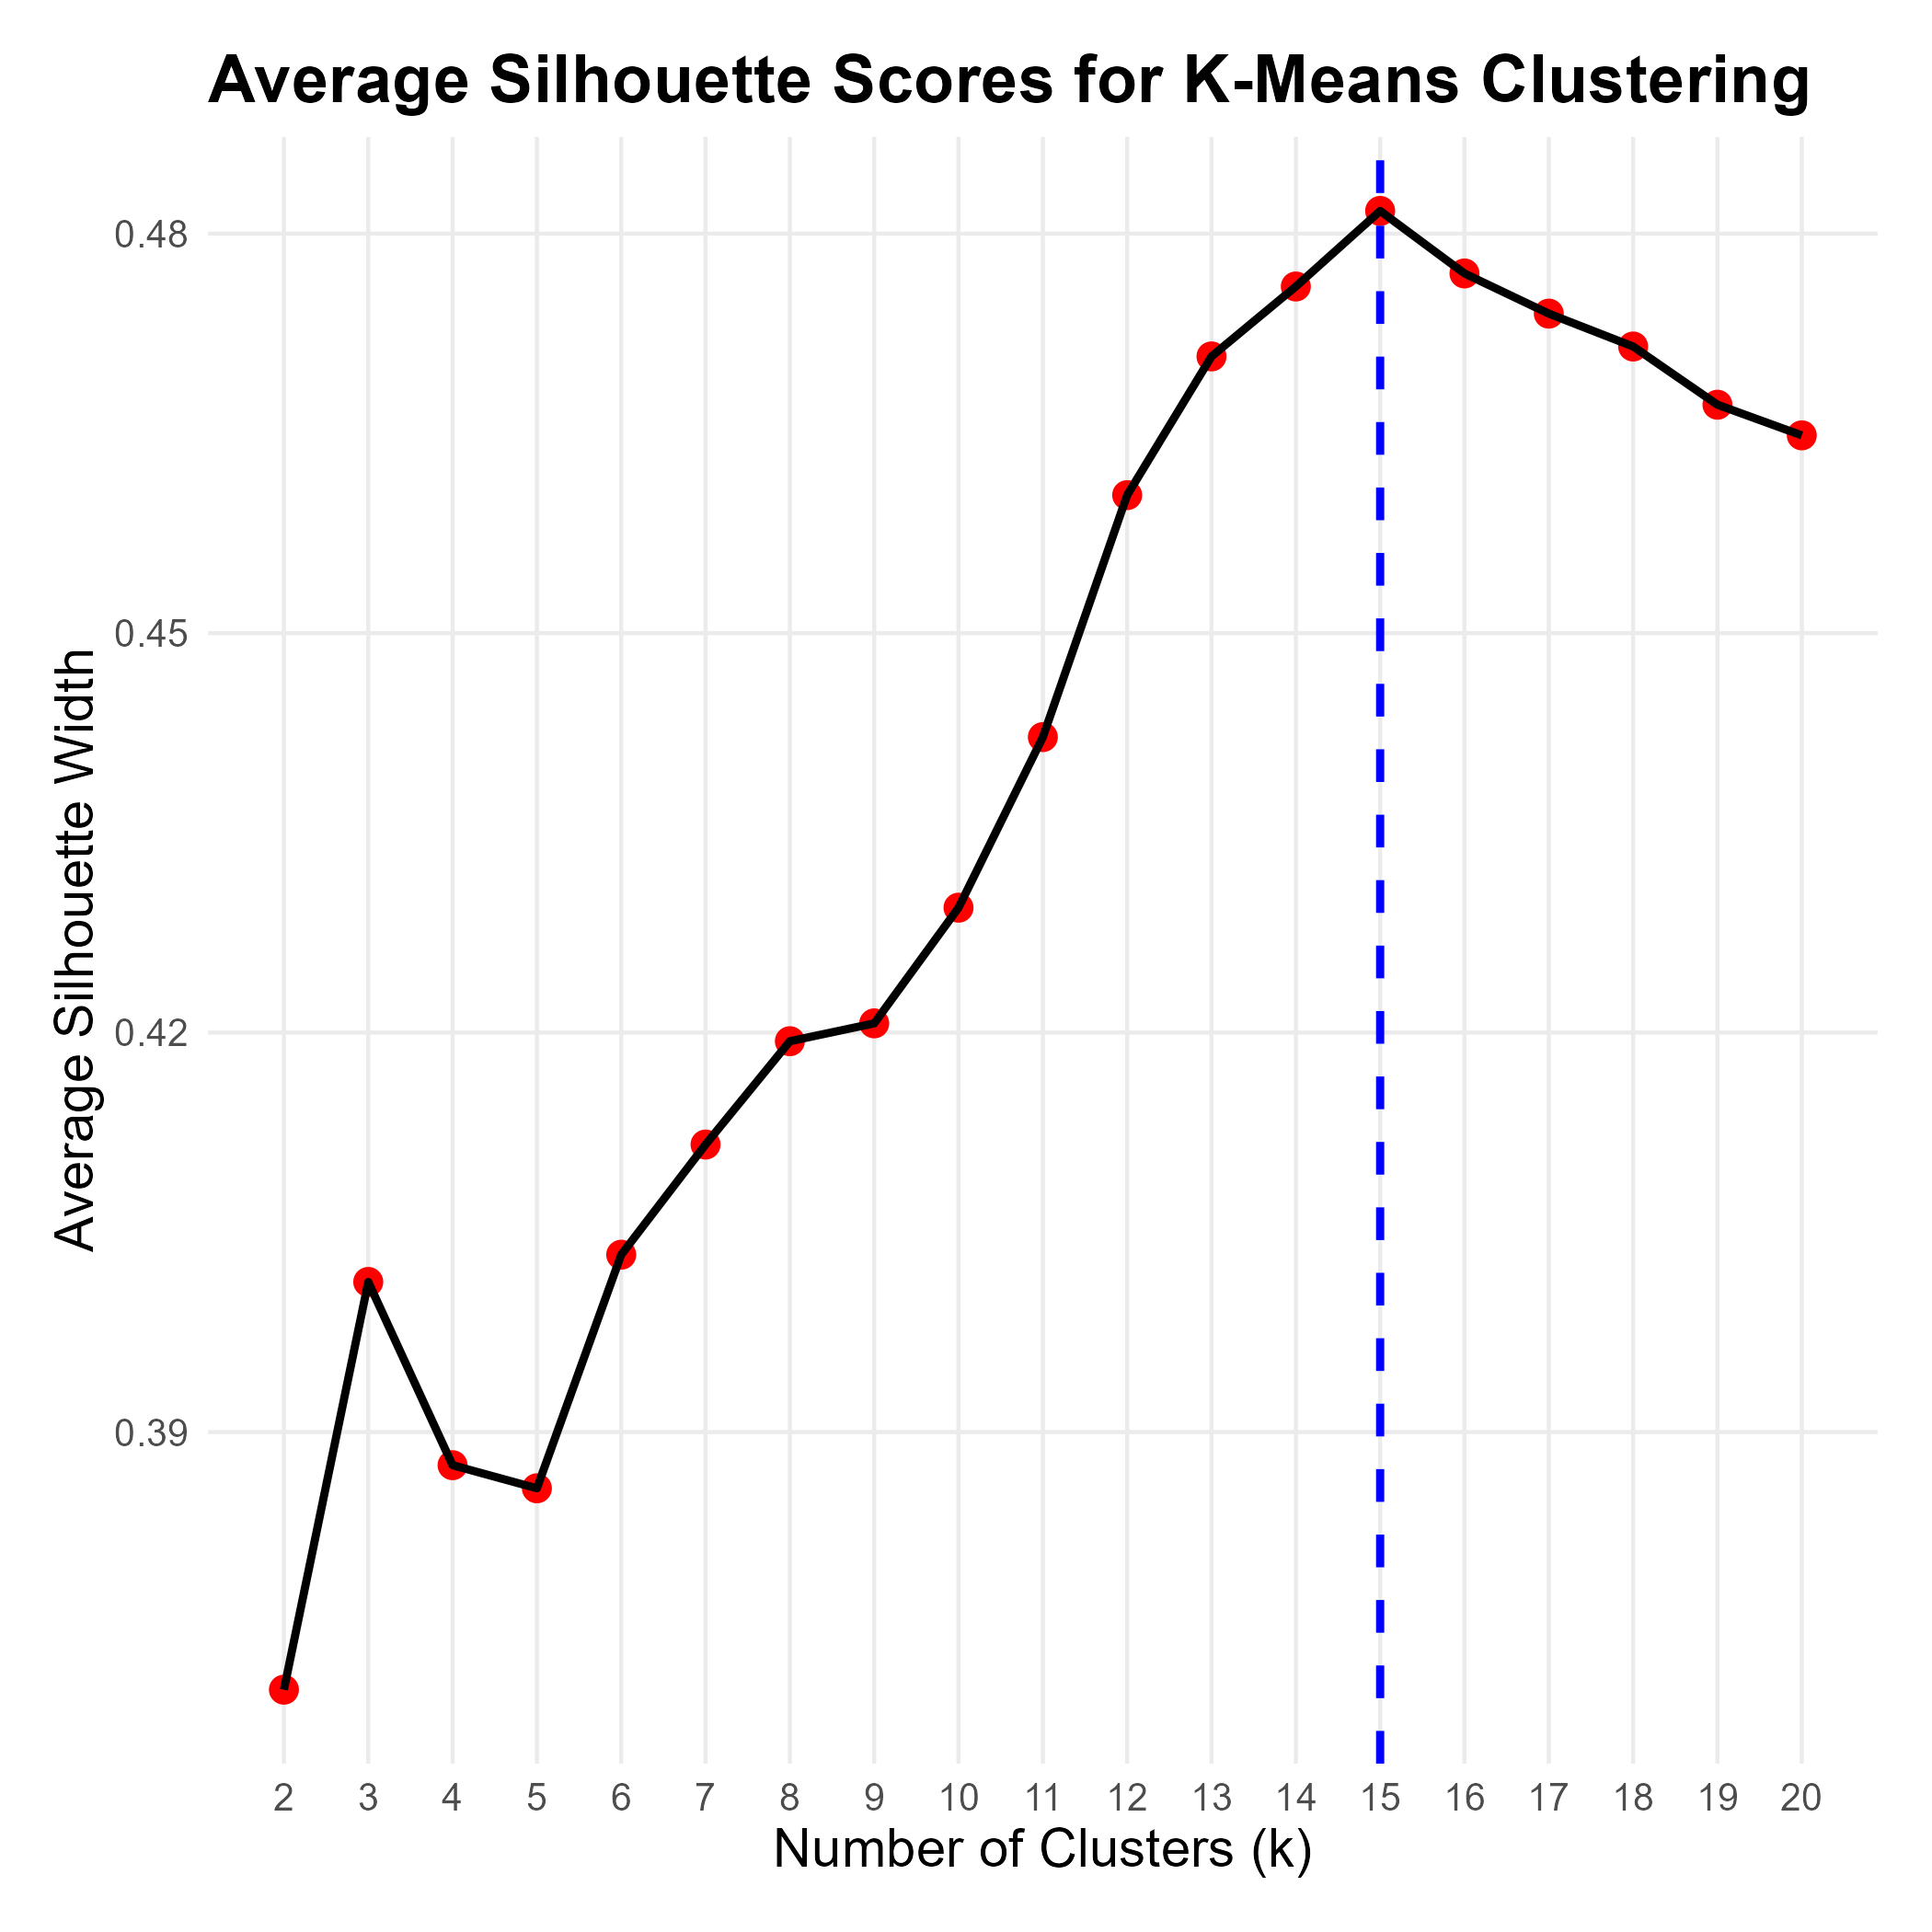 Average Silhouette Scores for K-Means Clustering
Average Silhouette Width
0.48
0.45
0.42
0.39
2 3 4 5 6 7 8 9 10 11 12 13 14 15 16 17 18 19 20
Number of Clusters (k)